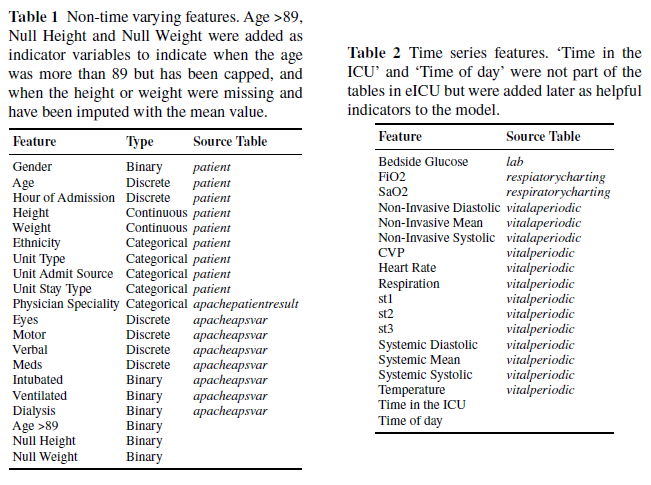 Table 1 Non-time varying features. Age >89,
Null Height and Null Weight were added as
indicator variables to indicate when the age
was more than 89 but has been capped, and
when the height or weight were missing and
have been imputed with the mean value.
Feature Type Source Table
Gender Binary patient
Age Discrete patient
Hour of Admission Discrete patient
Height Continuous patient
Weight Continuous patient
Ethnicity Categorical patient
Unit Type Categorical patient
Unit Admit Source Categorical patient
Unit Stay Type Categorical patient
Physician Speciality Categorical apachepatientresult
Eyes Discrete apacheapsvar
Motor Discrete apacheapsvar
Verbal Discrete apacheapsvar
Meds Discrete apacheapsvar
Intubated Binary apacheapsvar
Ventilated Binary apacheapsvar
Dialysis Binary apacheapsvar
Age >89 Binary
Null Height Binary
Null Weight Binary
Table 2 Time series features. ‘Time in the
ICU’ and ‘Time of day’ were not part of the
tables in eICU but were added later as helpful
indicators to the model.
Feature Source Table
Bedside Glucose lab
FiO2 respiatorycharting
SaO2 respiratorycharting
Non-Invasive Diastolic vitalaperiodic
Non-Invasive Mean vitalaperiodic
Non-Invasive Systolic vitalaperiodic
CVP vitalperiodic
Heart Rate vitalperiodic
Respiration vitalperiodic
st1 vitalperiodic
st2 vitalperiodic
st3 vitalperiodic
Systemic Diastolic vitalperiodic
Systemic Mean vitalperiodic
Systemic Systolic vitalperiodic
Temperature vitalperiodic
Time in the ICU
Time of day